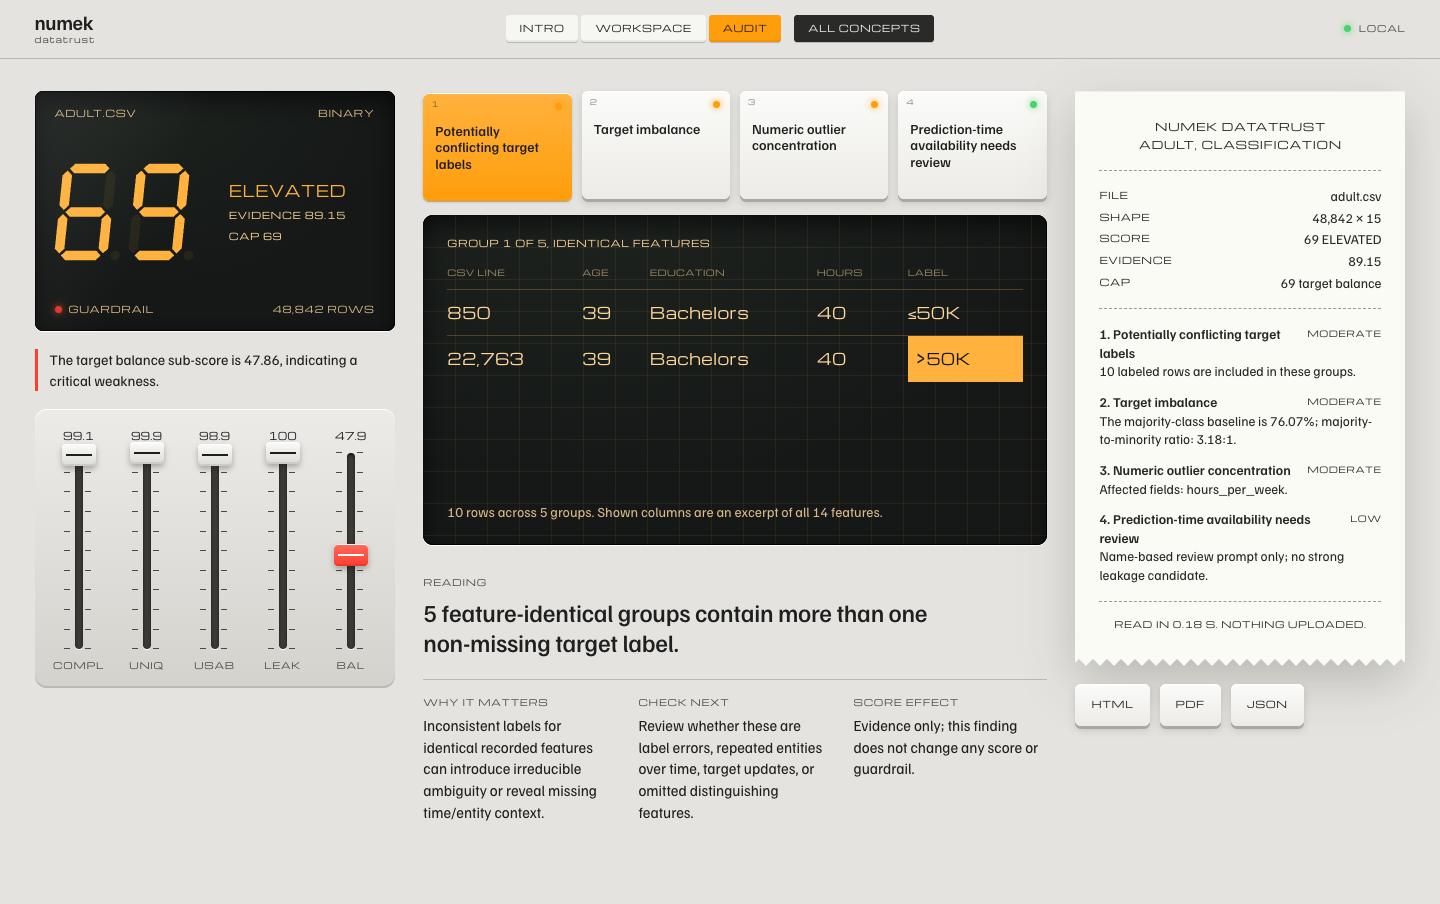 numek
datatrust
INTRO
WORKSPACE
AUDIT
ALL CONCEPTS
LOCAL
ADULT.CSV
BINARY
69
ELEVATED
EVIDENCE 89.15
CAP 69
GUARDRAIL
48,842 ROWS
The target balance sub-score is 47.86, indicating a
critical weakness.
99.1 99.9 98.9 100 47.9
COMPL UNIQ USAB LEAK BAL
1
Potentially
conflicting target
labels
2
Target imbalance
3
Numeric outlier
concentration
4
Prediction-time
availability needs
review
GROUP 1 OF 5, IDENTICAL FEATURES
CSV LINE AGE EDUCATION HOURS LABEL
850 39 Bachelors 40 ≤50K
22,763 39 Bachelors 40 >50K
10 rows across 5 groups. Shown columns are an excerpt of all 14 features.
READING
5 feature-identical groups contain more than one
non-missing target label.
WHY IT MATTERS
Inconsistent labels for
identical recorded features
can introduce irreducible
ambiguity or reveal missing
time/entity context.
CHECK NEXT
Review whether these are
label errors, repeated entities
over time, target updates, or
omitted distinguishing
features.
SCORE EFFECT
Evidence only; this finding
does not change any score or
guardrail.
NUMEK DATATRUST
ADULT, CLASSIFICATION
FILE adult.csv
SHAPE 48,842 × 15
SCORE 69 ELEVATED
EVIDENCE 89.15
CAP 69 target balance
1. Potentially conflicting target MODERATE
labels
10 labeled rows are included in these groups.
2. Target imbalance MODERATE
The majority-class baseline is 76.07%; majority-
to-minority ratio: 3.18:1.
3. Numeric outlier concentration MODERATE
Affected fields: hours_per_week.
4. Prediction-time availability needs LOW
review
Name-based review prompt only; no strong
leakage candidate.
READ IN 0.18 S. NOTHING UPLOADED.
HTML
PDF
JSON